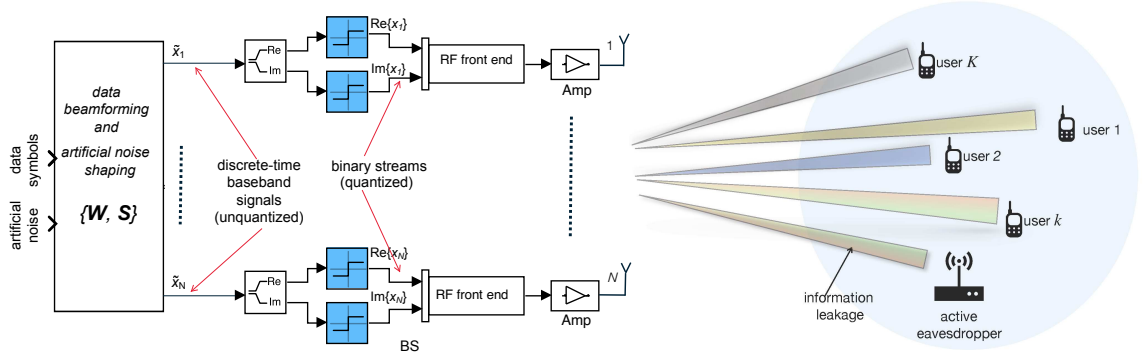 data symbols
artificial noise
data
beamforming
and
artificial noise
shaping
{W, S}
x̃1
Re
Im
Re{x1}
Im{x1}
RF front end
Amp
1
discrete-time
baseband
signals
(unquantized)
binary streams
(quantized)
x̃N
Re
Im
Re{xN}
Im{xN}
RF front end
Amp
N
BS
user K
user 1
user 2
user k
information
leakage
active
eavesdropper